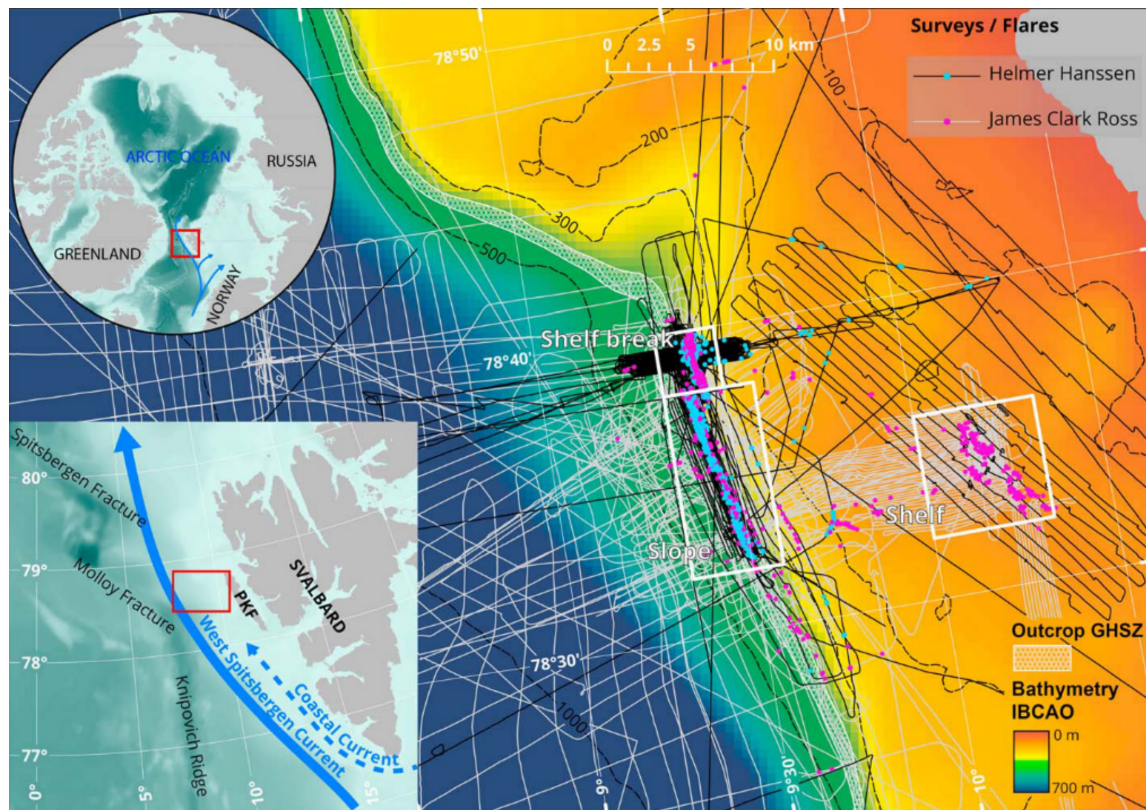 78°50'
0 2.5 5 10 km
Surveys / Flares
Helmer Hanssen
James Clark Ross
100
200
300
500
ARCTIC OCEAN
RUSSIA
GREENLAND
NORWAY
Shelf break
78°40'
Shelf
Slope
78°30'
1000
9°
9°30'
10°
Outcrop GHSZ
Bathymetry
IBCAO
0 m
700 m
80°
79°
78°
77°
0°
5°
10°
15°
Spitsbergen Fracture
Molloy Fracture
Knipovich Ridge
PKF
SVALBARD
West Spitsbergen Current
Coastal Current